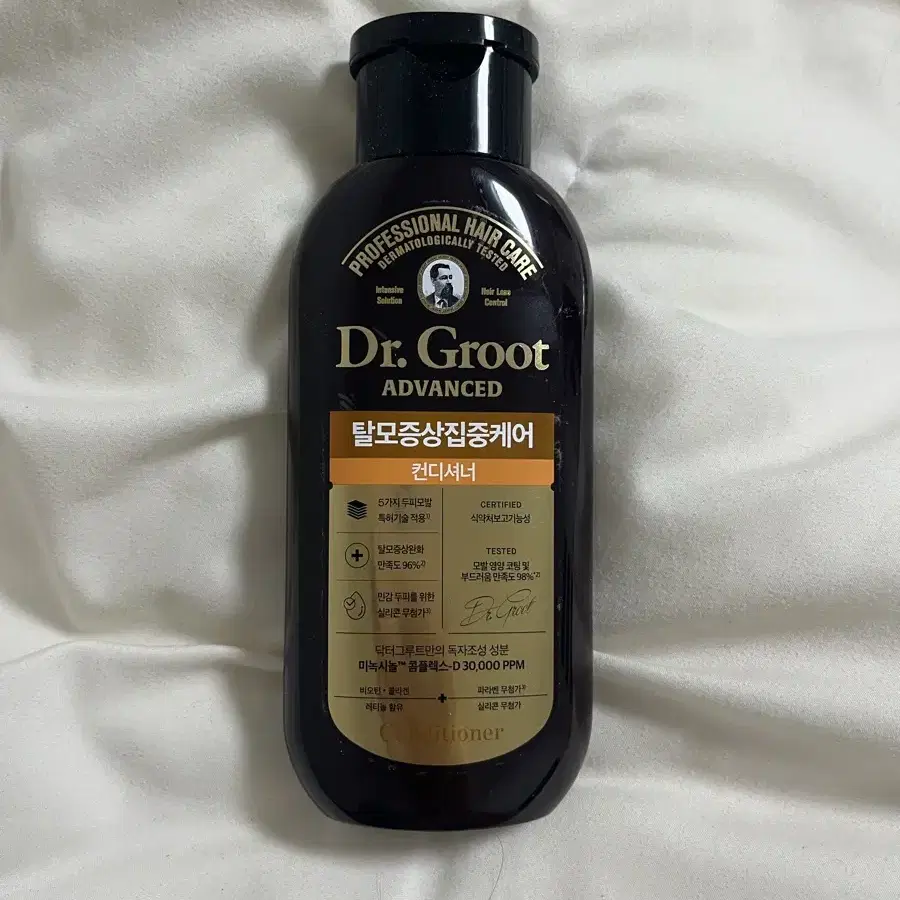 PROFESSIONAL HAIR CARE
DERMATOLOGICALLY TESTED
Intensive
Solution
Hair Loss
Control
Dr. Groot
ADVANCED
탈모증상집중케어
컨디셔너
5가지 두피모발
특허기술 적용¹⁾
탈모증상완화
만족도 96%²⁾
민감 두피를 위한
실리콘 무첨가³⁾
CERTIFIED
식약처보고기능성
TESTED
모발 영양 코팅 및
부드러움 만족도 98%*²⁾
Dr. Groot
닥터그루트만의 독자조성 성분
미녹시놀™ 콤플렉스-D 30,000 PPM
비오틴·콜라겐
레티놀 함유
+
파라벤 무첨가³⁾
실리콘 무첨가
Conditioner